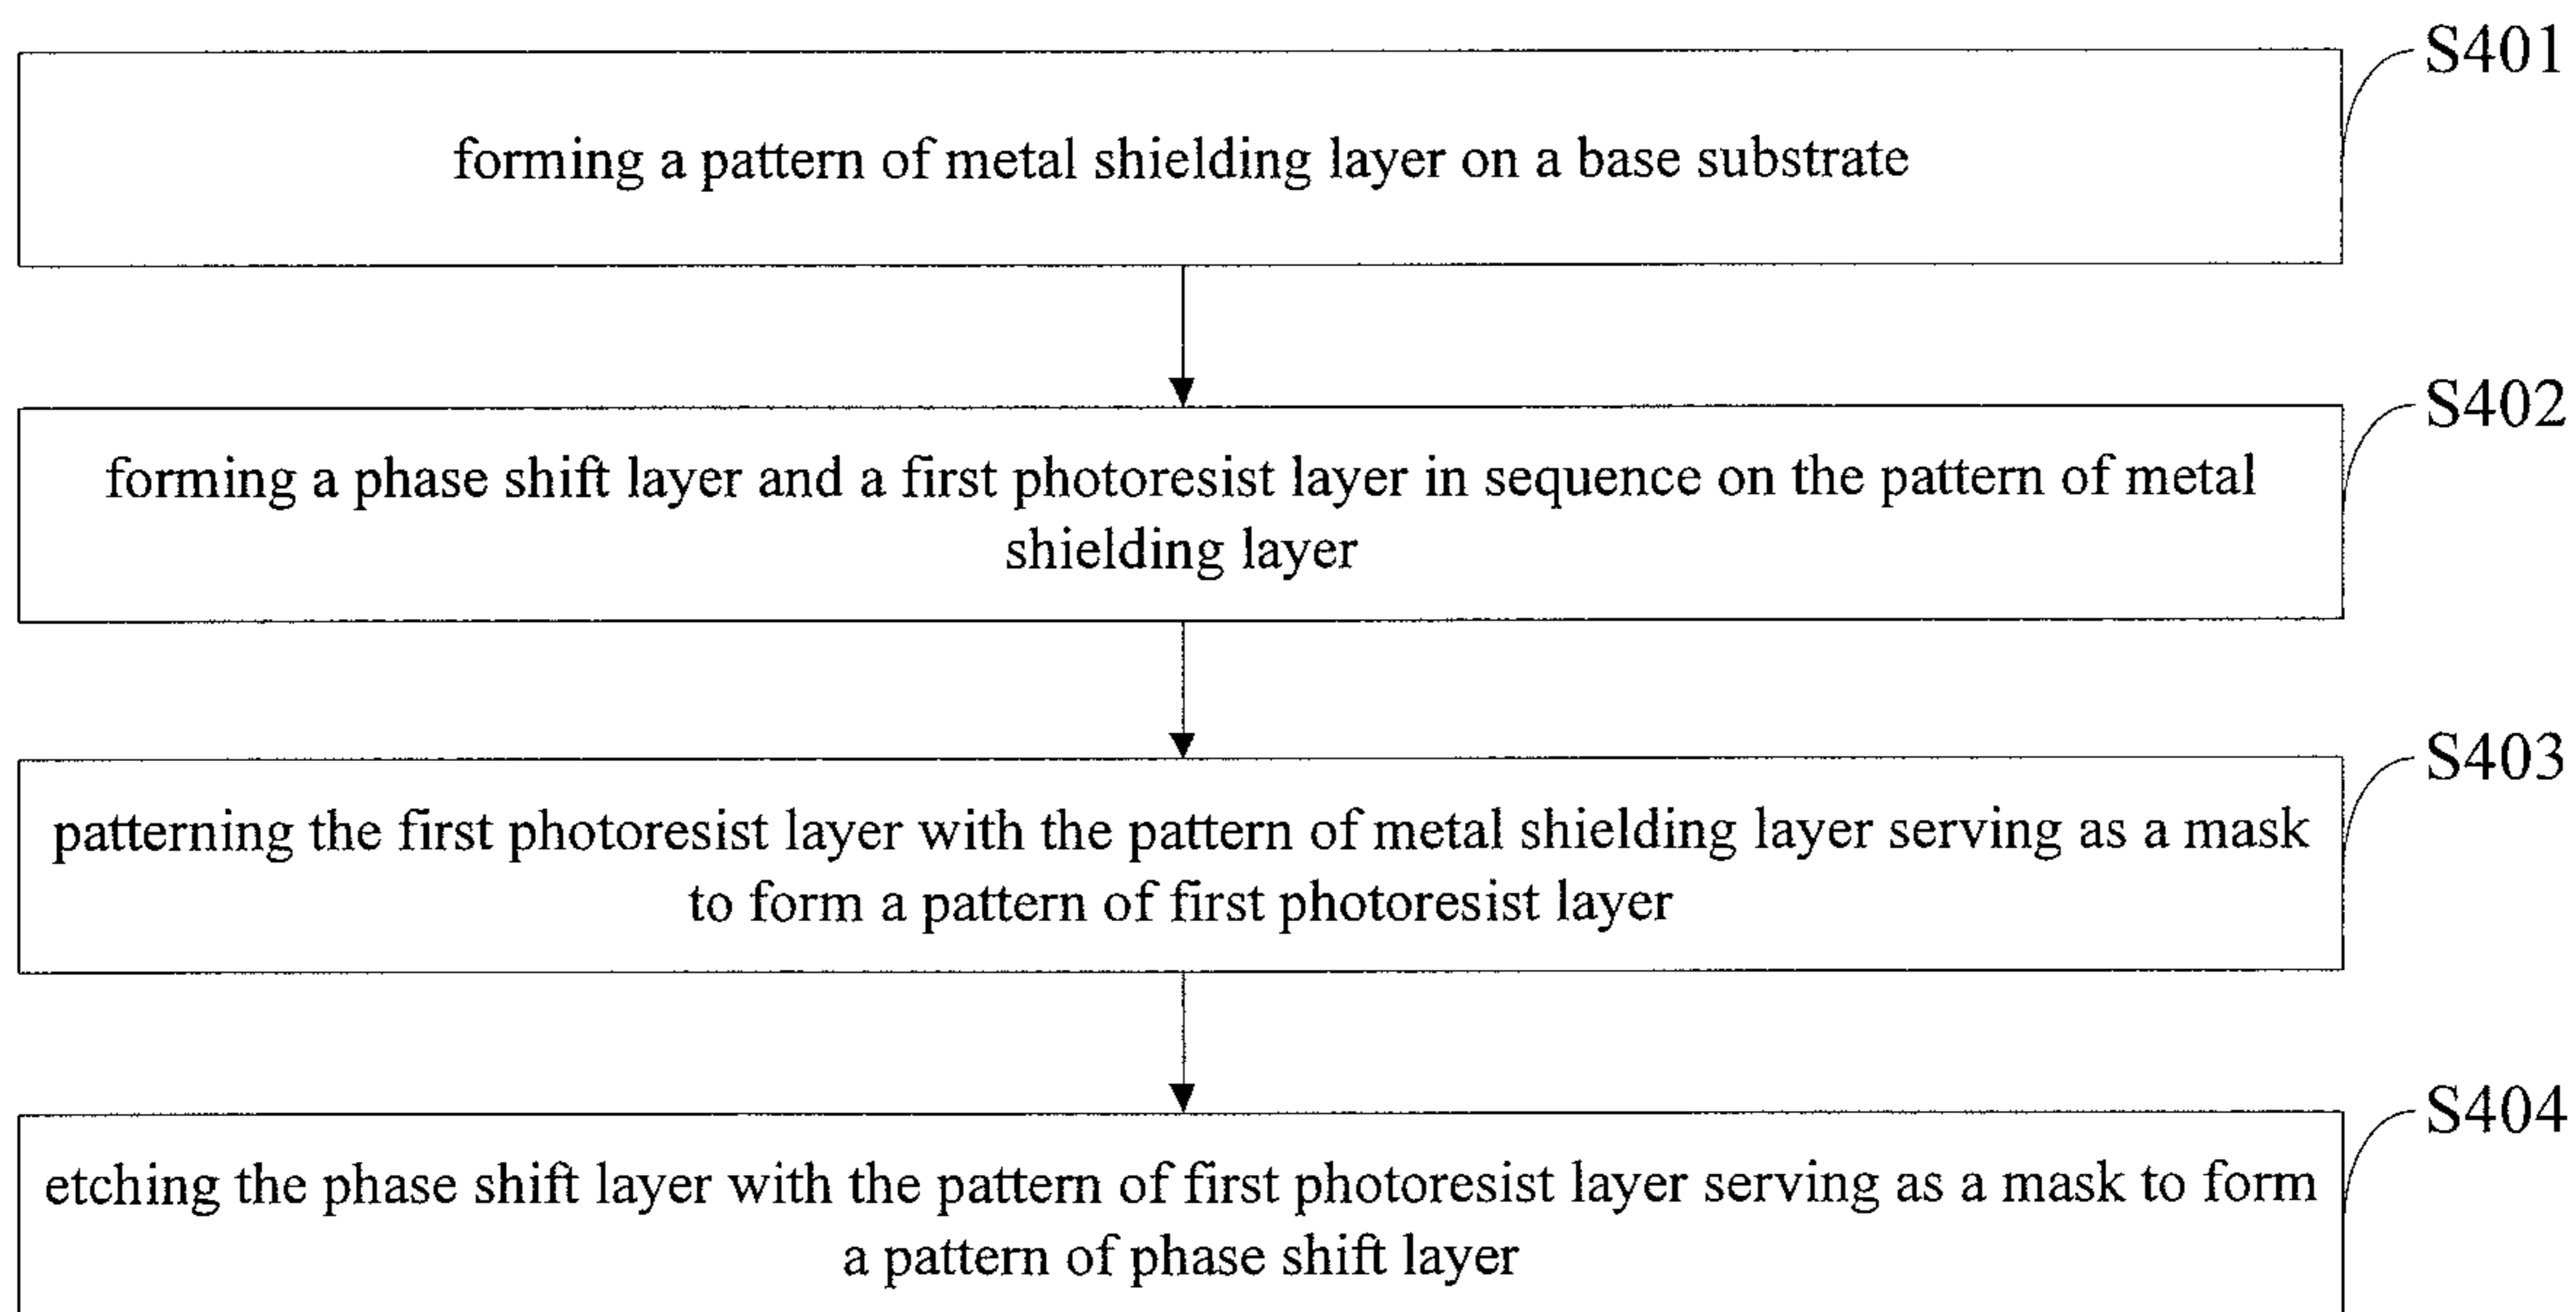 S401
forming a pattern of metal shielding layer on a base substrate
S402
forming a phase shift layer and a first photoresist layer in sequence on the pattern of metal
shielding layer
S403
patterning the first photoresist layer with the pattern of metal shielding layer serving as a mask
to form a pattern of first photoresist layer
S404
etching the phase shift layer with the pattern of first photoresist layer serving as a mask to form
a pattern of phase shift layer